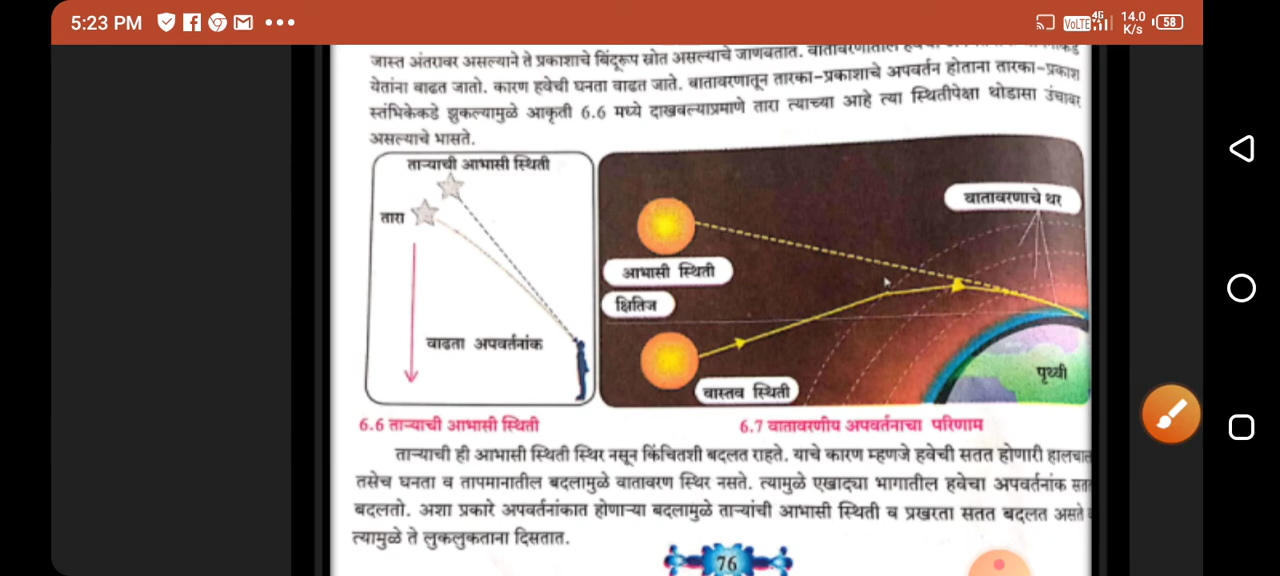 5:23 PM
VoLTE 4G 14.0 K/s 58
जास्त अंतरावर असल्याने ते प्रकाशाचे बिंदूरूप स्रोत असल्याचे जाणवतात. वातावरणातील
येतांना वाढत जातो. कारण हवेची घनता वाढत जाते. वातावरणातून तारका-प्रकाशाचे अपवर्तन होताना तारका-प्रकाश
स्तंभिकेकडे झुकल्यामुळे आकृती 6.6 मध्ये दाखवल्याप्रमाणे तारा त्याच्या आहे त्या स्थितीपेक्षा थोडासा उंचावर
असल्याचे भासते.
ताऱ्याची आभासी स्थिती
तारा
वाढता अपवर्तनांक
वातावरणाचे थर
आभासी स्थिती
क्षितिज
वास्तव स्थिती
पृथ्वी
6.6 ताऱ्याची आभासी स्थिती
6.7 वातावरणीय अपवर्तनाचा परिणाम
ताऱ्याची ही आभासी स्थिती स्थिर नसून किंचितशी बदलत राहते. याचे कारण म्हणजे हवेची सतत होणारी हालचाल
तसेच घनता व तापमानातील बदलामुळे वातावरण स्थिर नसते. त्यामुळे एखाद्या भागातील हवेचा अपवर्तनांक सतत
बदलतो. अशा प्रकारे अपवर्तनांकात होणाऱ्या बदलामुळे ताऱ्यांची आभासी स्थिती व प्रखरता सतत बदलत असते व
त्यामुळे ते लुकलुकताना दिसतात.
76